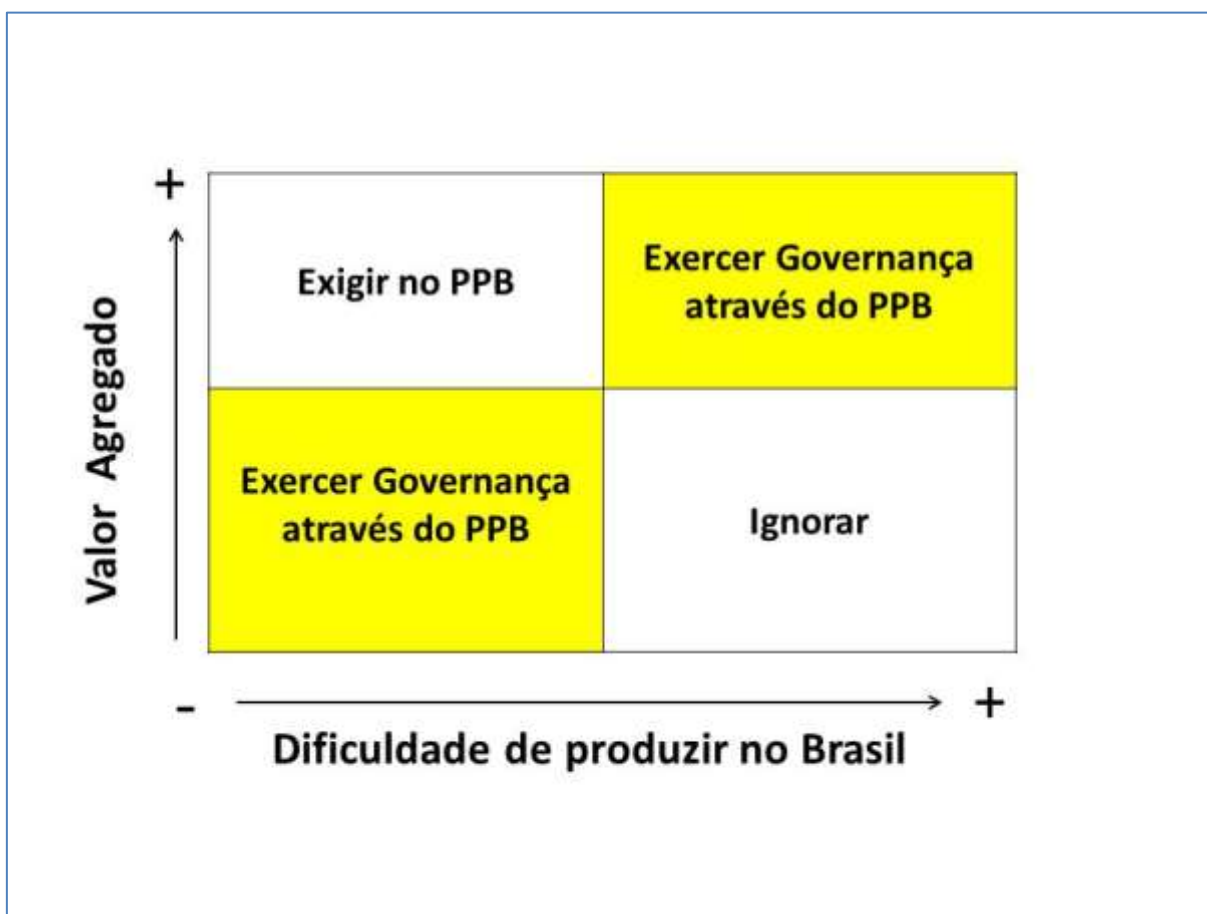 +
Exigir no PPB
Exercer Governança
através do PPB
Valor Agregado
Exercer Governança
através do PPB
Ignorar
-
+
Dificuldade de produzir no Brasil